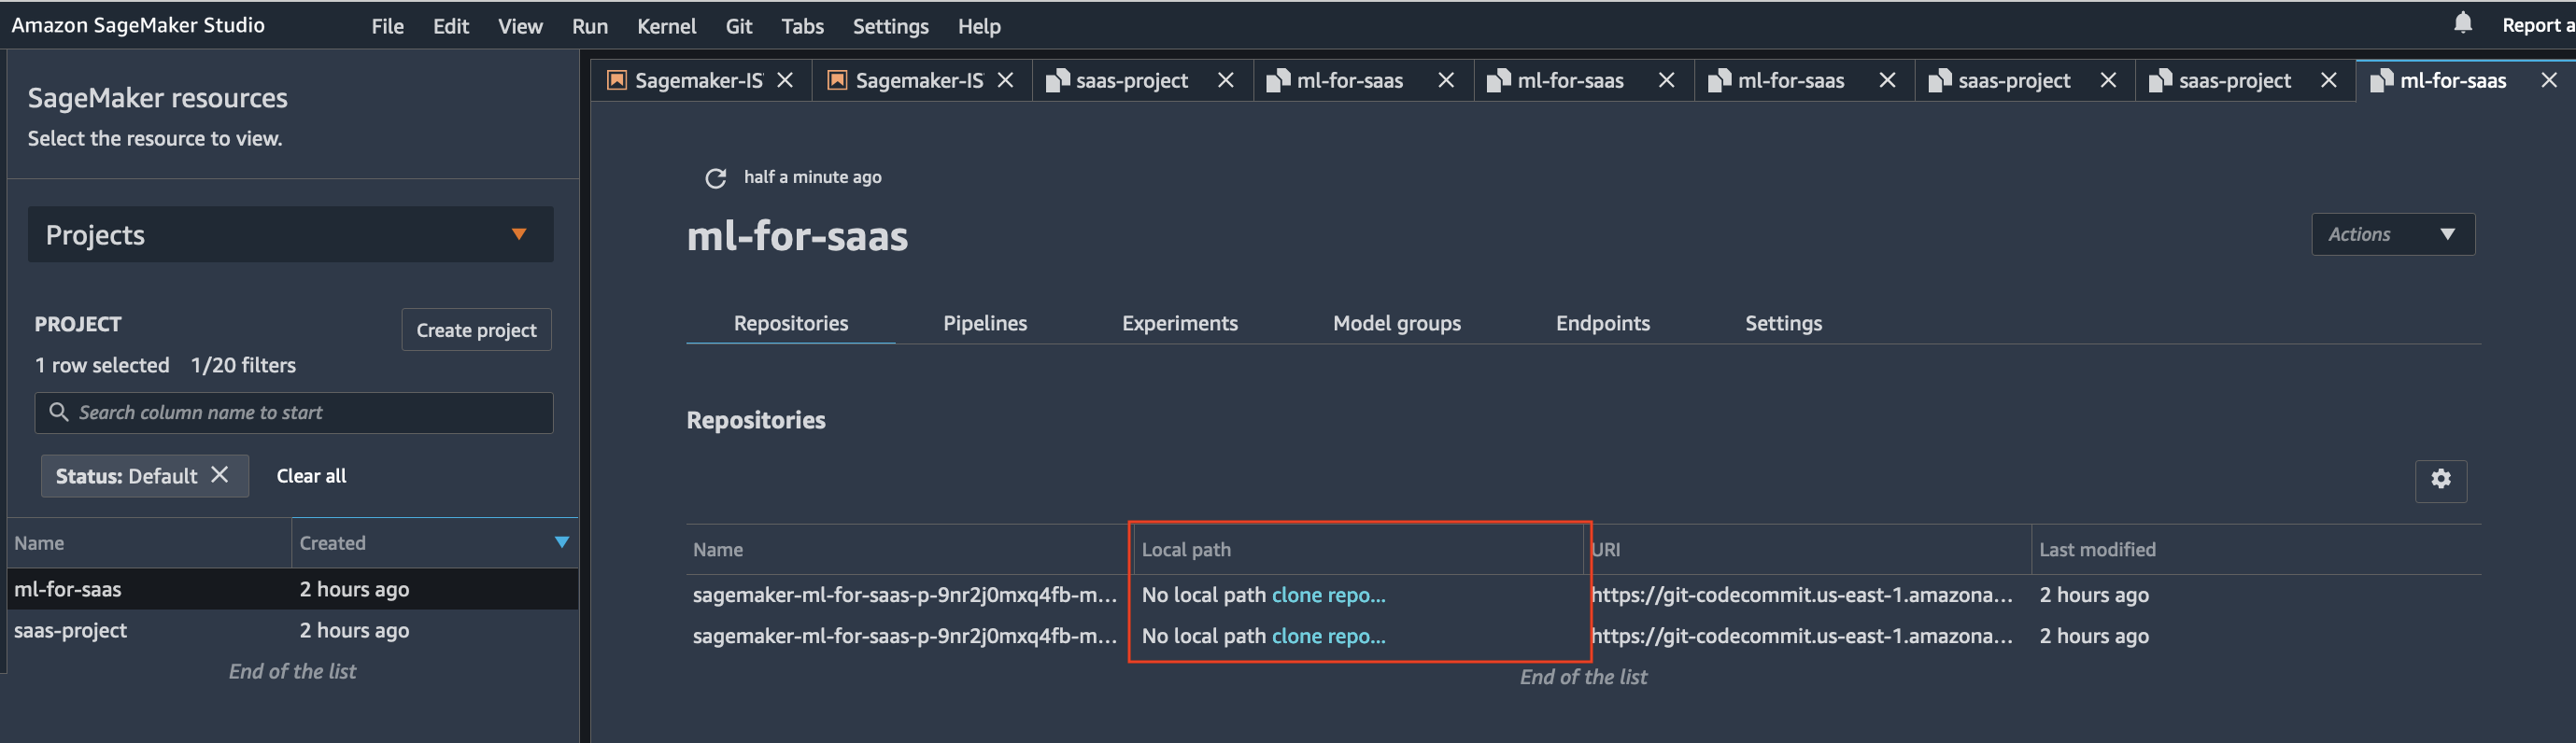 Amazon SageMaker Studio File Edit View Run Kernel Git Tabs Settings Help Report a
SageMaker resources
Select the resource to view.
Projects
PROJECT
Create project
1 row selected 1/20 filters
Search column name to start
Status: Default Clear all
Name Created
ml-for-saas 2 hours ago
saas-project 2 hours ago
End of the list
Sagemaker-IS Sagemaker-IS saas-project ml-for-saas ml-for-saas ml-for-saas saas-project saas-project ml-for-saas
half a minute ago
ml-for-saas
Actions
Repositories Pipelines Experiments Model groups Endpoints Settings
Repositories
Name Local path URI Last modified
sagemaker-ml-for-saas-p-9nr2j0mxq4fb-m... No local path clone repo... https://git-codecommit.us-east-1.amazona... 2 hours ago
sagemaker-ml-for-saas-p-9nr2j0mxq4fb-m... No local path clone repo... https://git-codecommit.us-east-1.amazona... 2 hours ago
End of the list